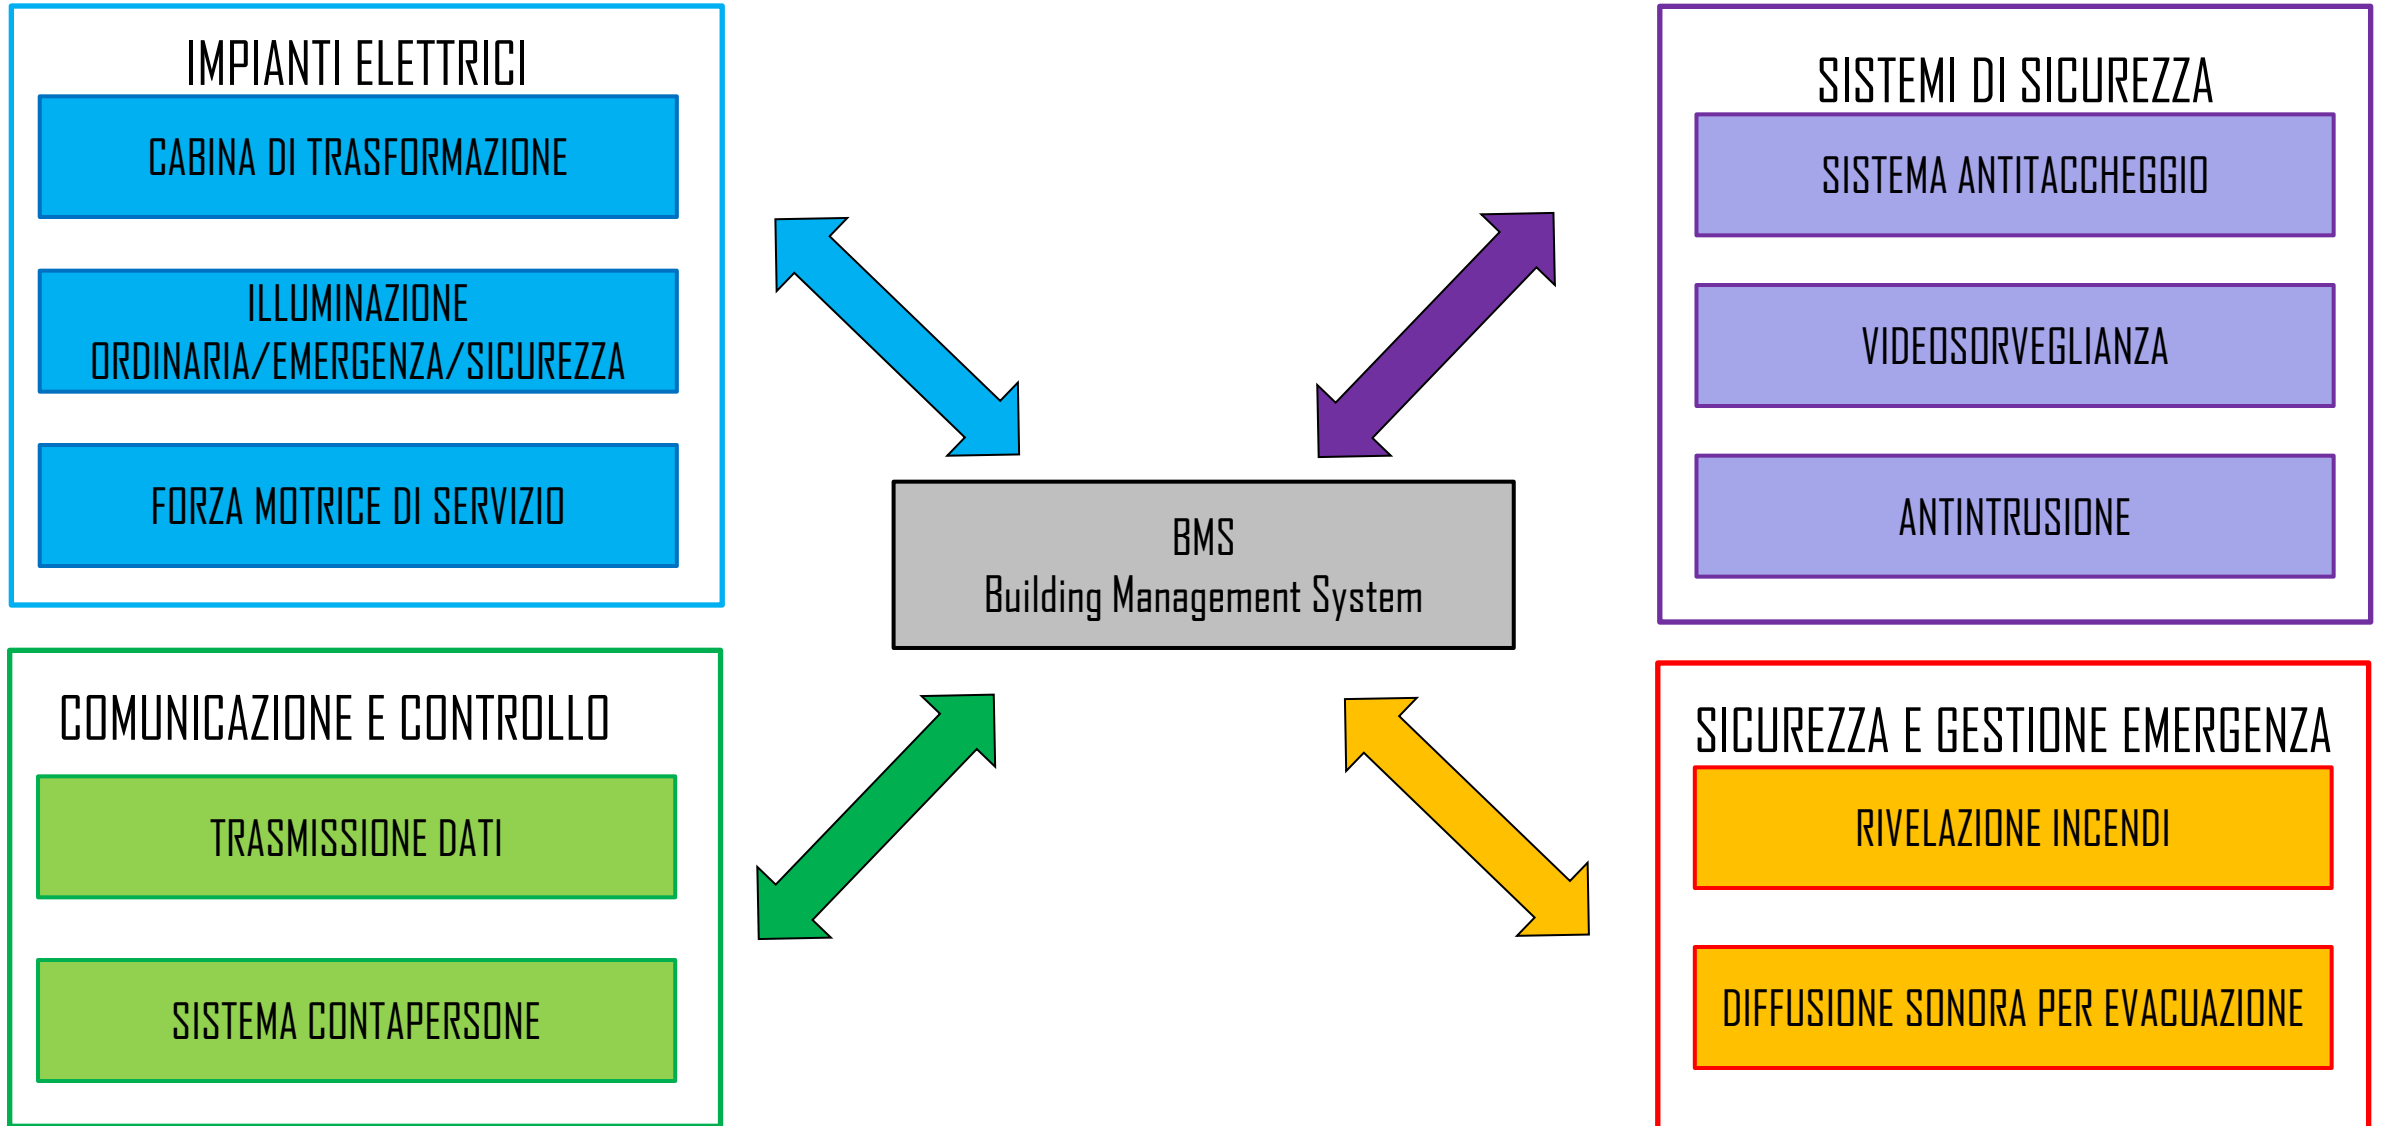 IMPIANTI ELETTRICI
CABINA DI TRASFORMAZIONE
ILLUMINAZIONE
ORDINARIA/EMERGENZA/SICUREZZA
FORZA MOTRICE DI SERVIZIO
SISTEMI DI SICUREZZA
SISTEMA ANTITACCHEGGIO
VIDEOSORVEGLIANZA
ANTINTRUSIONE
BMS
Building Management System
COMUNICAZIONE E CONTROLLO
TRASMISSIONE DATI
SISTEMA CONTAPERSONE
SICUREZZA E GESTIONE EMERGENZA
RIVELAZIONE INCENDI
DIFFUSIONE SONORA PER EVACUAZIONE